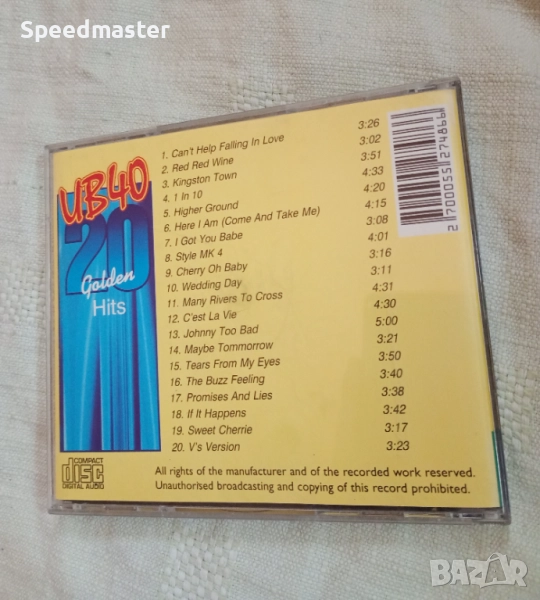 Speedmaster
UB40
20
Golden
Hits
1. Can't Help Falling In Love 3:26
2. Red Red Wine 3:02
3. Kingston Town 3:51
4. 1 In 10 4:33
5. Higher Ground 4:20
6. Here I Am (Come And Take Me) 4:15
7. I Got You Babe 3:08
8. Style MK 4 4:01
9. Cherry Oh Baby 3:16
10. Wedding Day 3:11
11. Many Rivers To Cross 4:31
12. C'est La Vie 4:30
13. Johnny Too Bad 5:00
14. Maybe Tommorrow 3:21
15. Tears From My Eyes 3:50
16. The Buzz Feeling 3:40
17. Promises And Lies 3:38
18. If It Happens 3:42
19. Sweet Cherrie 3:17
20. V's Version 3:23
2 700055 274866
COMPACT
disc
DIGITAL AUDIO
All rights of the manufacturer and of the recorded work reserved.
Unauthorised broadcasting and copying of this record prohibited.
BAZAR